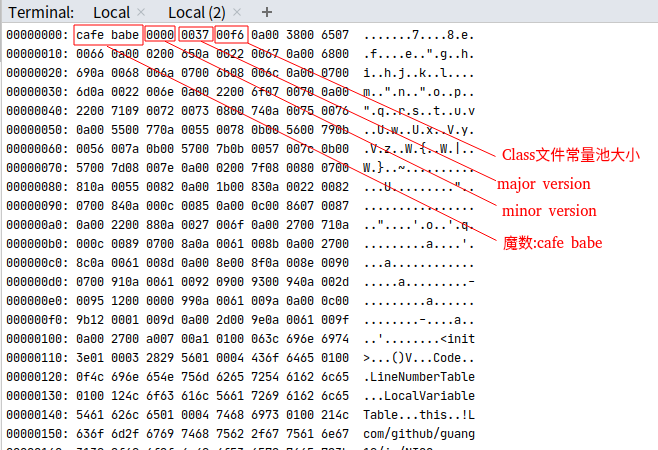 Terminal: Local × Local (2) × +
00000000: cafe babe 0000 0037 00f6 0a00 3800 6507 .......7....8.e.
00000010: 0066 0a00 0200 650a 0022 0067 0a00 6800 .f....e..".g..h.
00000020: 690a 0068 006a 0700 6b08 006c 0a00 0700 i..h.j..k..l....
00000030: 6d0a 0022 006e 0a00 2200 6f07 0070 0a00 m..".n..".o..p..
00000040: 2200 7109 0072 0073 0800 740a 0075 0076 ".q..r.s..t..u.v
00000050: 0a00 5500 770a 0055 0078 0b00 5600 790b ..U.w..U.x..V.y.
00000060: 0056 007a 0b00 5700 7b0b 0057 007c 0b00 .V.z..W.{..W.|..
00000070: 5700 7d08 007e 0a00 0200 7f08 0080 0700 W.}..~..........
00000080: 810a 0055 0082 0a00 1b00 830a 0022 0082 ...U........."..
00000090: 0700 840a 000c 0085 0a00 0c00 8607 0087 ................
000000a0: 0a00 2200 880a 0027 006f 0a00 2700 710a .."....'.o..'.q.
000000b0: 000c 0089 0700 8a0a 0061 008b 0a00 2700 .........a....'.
000000c0: 8c0a 0061 008d 0a00 8e00 8f0a 008e 0090 ...a............
000000d0: 0700 910a 0061 0092 0900 9300 940a 002d .....a.........-
000000e0: 0095 1200 0000 990a 0061 009a 0a00 0c00 .........a......
000000f0: 9b12 0001 009d 0a00 2d00 9e0a 0061 009f ........-....a..
00000100: 0a00 2700 a007 00a1 0100 063c 696e 6974 ..'........<init
00000110: 3e01 0003 2829 5601 0004 436f 6465 0100 >...()V...Code..
00000120: 0f4c 696e 654e 756d 6265 7254 6162 6c65 .LineNumberTable
00000130: 0100 124c 6f63 616c 5661 7269 6162 6c65 ...LocalVariable
00000140: 5461 626c 6501 0004 7468 6973 0100 214c Table...this..!L
00000150: 636f 6d2f 6769 7468 7562 2f67 7561 6e67 com/github/guang
Class文件常量池大小
major version
minor version
魔数:cafe babe